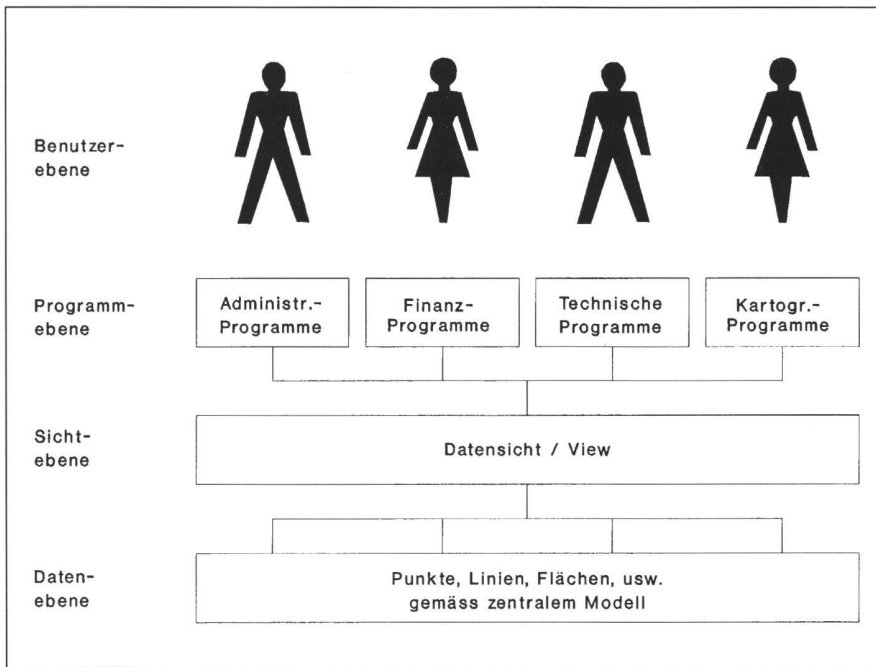 Benutzer-
ebene
Programm-
ebene
Administr.-
Programme
Finanz-
Programme
Technische
Programme
Kartogr.-
Programme
Sicht-
ebene
Datensicht / View
Daten-
ebene
Punkte, Linien, Flächen, usw.
gemäss zentralem Modell